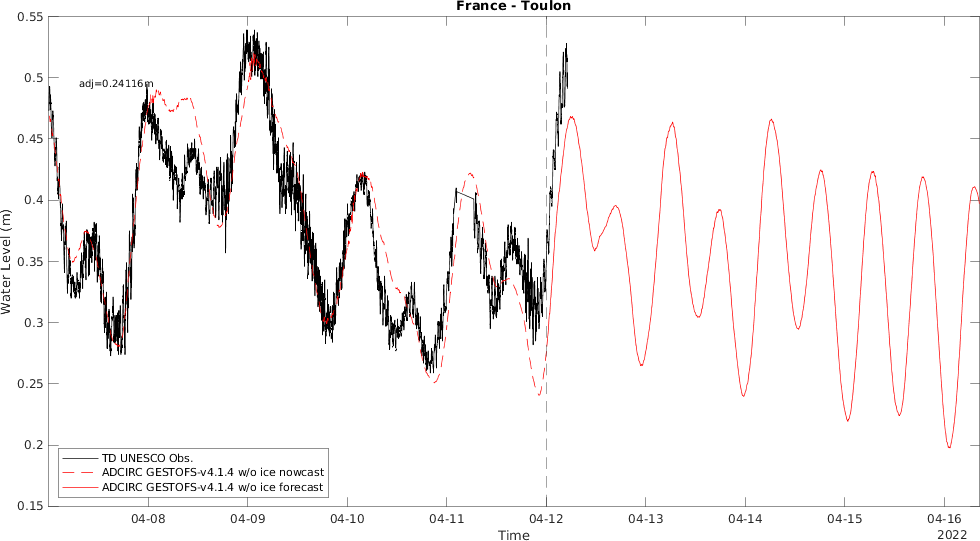 France - Toulon
adj=0.24116m
Water Level (m)
0.55
0.5
0.45
0.4
0.35
0.3
0.25
0.2
0.15
TD UNESCO Obs.
ADCIRC GESTOFS-v4.1.4 w/o ice nowcast
ADCIRC GESTOFS-v4.1.4 w/o ice forecast
04-08 04-09 04-10 04-11 04-12 04-13 04-14 04-15 04-16
Time
2022